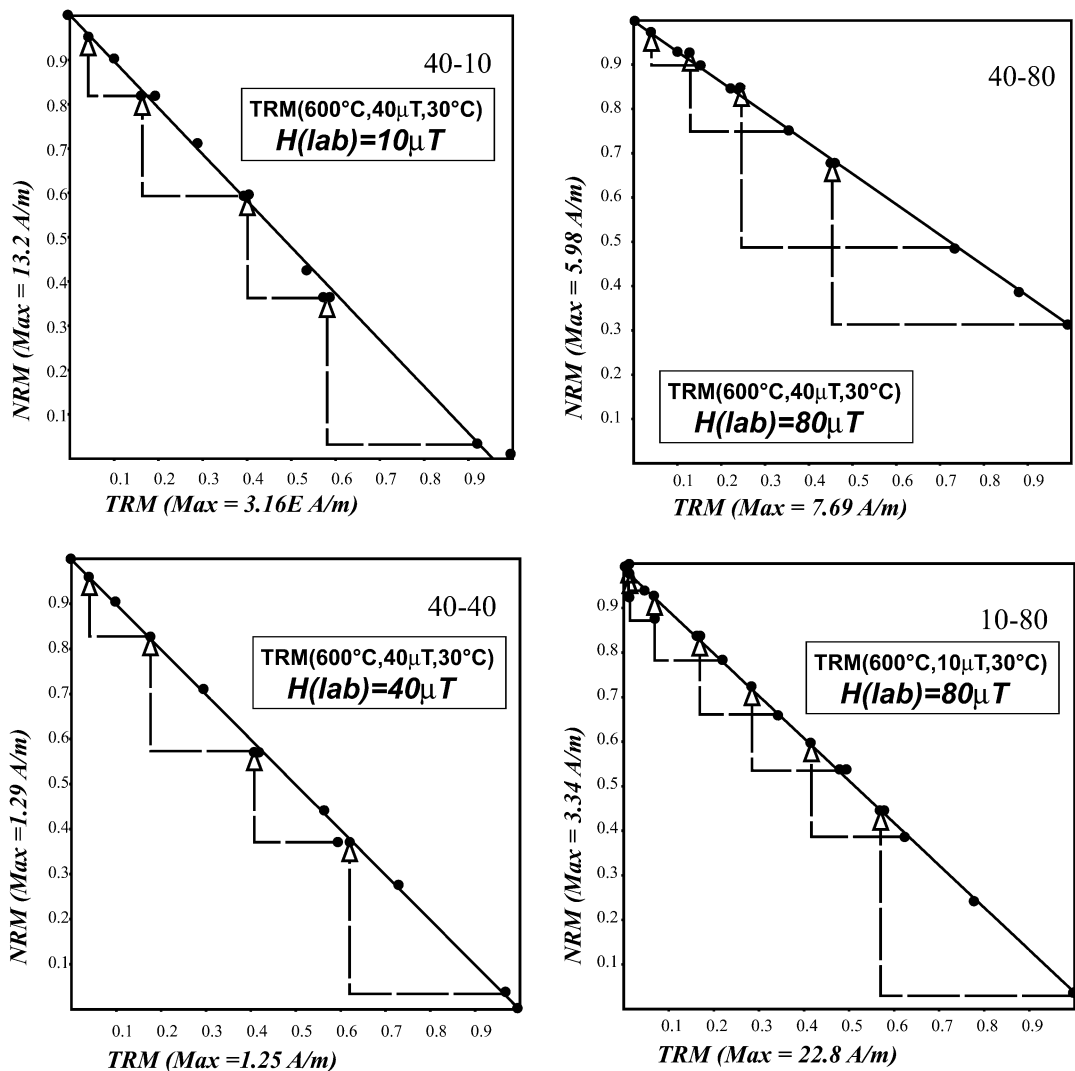 40-10
TRM(600°C,40µT,30°C)
H(lab)=10µT
NRM (Max = 13.2 A/m)
0.9
0.8
0.7
0.6
0.5
0.4
0.3
0.2
0.1
0.1 0.2 0.3 0.4 0.5 0.6 0.7 0.8 0.9
TRM (Max = 3.16E A/m)
40-80
TRM(600°C,40µT,30°C)
H(lab)=80µT
NRM (Max = 5.98 A/m)
0.9
0.8
0.7
0.6
0.5
0.4
0.3
0.2
0.1
0.1 0.2 0.3 0.4 0.5 0.6 0.7 0.8 0.9
TRM (Max = 7.69 A/m)
40-40
TRM(600°C,40µT,30°C)
H(lab)=40µT
NRM (Max =1.29 A/m)
0.9
0.8
0.7
0.6
0.5
0.4
0.3
0.2
0.1
0.1 0.2 0.3 0.4 0.5 0.6 0.7 0.8 0.9
TRM (Max =1.25 A/m)
10-80
TRM(600°C,10µT,30°C)
H(lab)=80µT
NRM (Max = 3.34 A/m)
0.9
0.8
0.7
0.6
0.5
0.4
0.3
0.2
0.1
0.1 0.2 0.3 0.4 0.5 0.6 0.7 0.8 0.9
TRM (Max = 22.8 A/m)